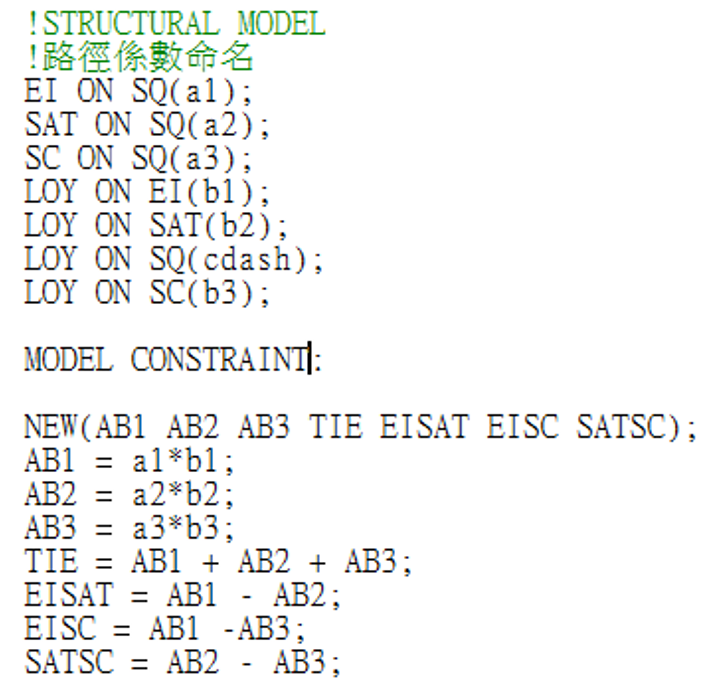 !STRUCTURAL MODEL
!路徑係數命名
EI ON SQ(a1);
SAT ON SQ(a2);
SC ON SQ(a3);
LOY ON EI(b1);
LOY ON SAT(b2);
LOY ON SQ(cdash);
LOY ON SC(b3);
MODEL CONSTRAINT:
NEW(AB1 AB2 AB3 TIE EISAT EISC SATSC);
AB1 = a1*b1;
AB2 = a2*b2;
AB3 = a3*b3;
TIE = AB1 + AB2 + AB3;
EISAT = AB1 - AB2;
EISC = AB1 -AB3;
SATSC = AB2 - AB3;